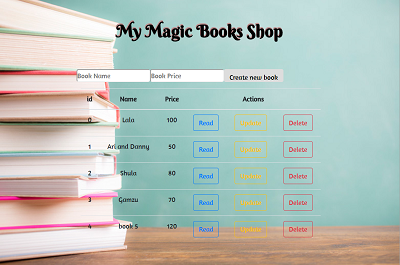 My Magic Books Shop
Book Name Book Price Create new book
id Name Price Actions
0 Lala 100 Read Update Delete
1 Ari and Danny 50 Read Update Delete
2 Shula 80 Read Update Delete
3 Gamzu 70 Read Update Delete
4 book 5 120 Read Update Delete